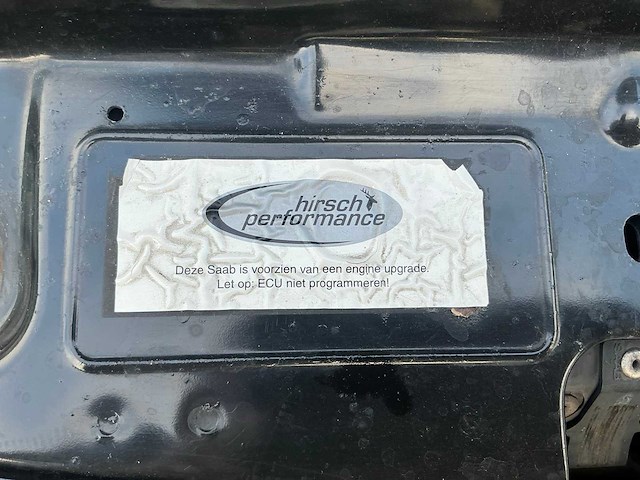 hirsch
performance
Deze Saab is voorzien van een engine upgrade.
Let op: ECU niet programmeren!